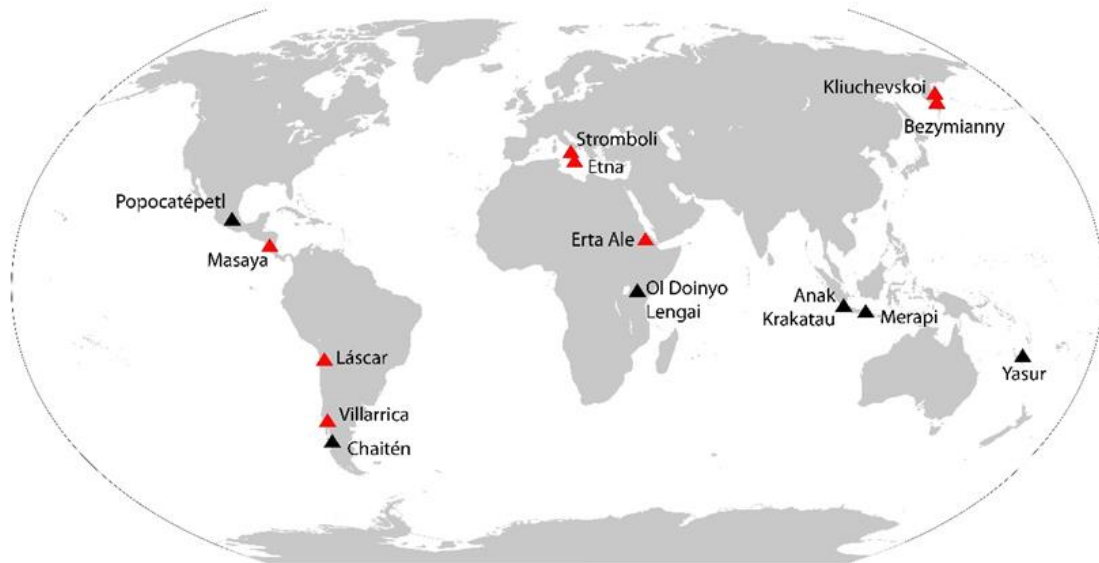 Kliuchevskoi
Bezymianny
Stromboli
Etna
Popocatépetl
Masaya
Erta Ale
Ol Doinyo
Lengai
Anak
Krakatau
Merapi
Láscar
Yasur
Villarrica
Chaitén